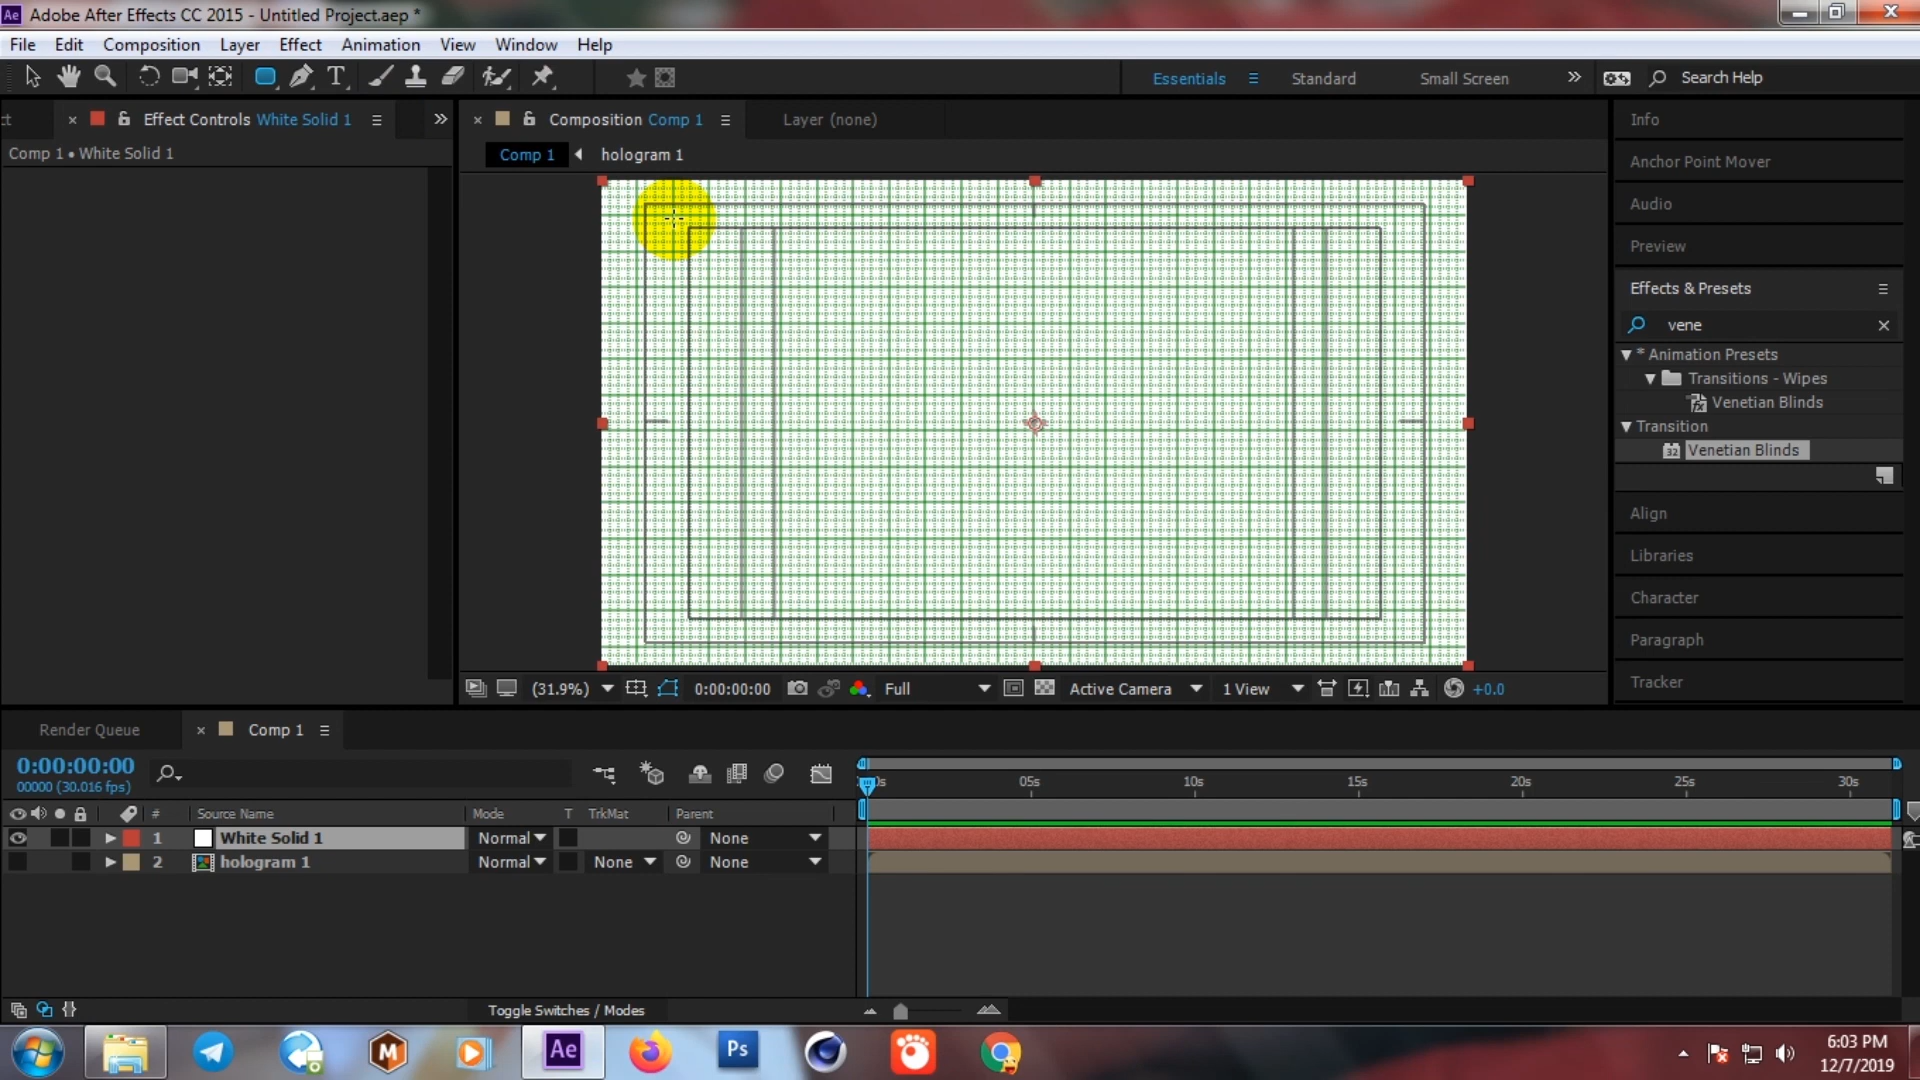 Ae Adobe After Effects CC 2015 - Untitled Project.aep *
File Edit Composition Layer Effect Animation View Window Help
T Essentials Standard Small Screen Search Help
ct Effect Controls White Solid 1
Composition Comp 1 Layer (none)
Comp 1 • White Solid 1
Comp 1 hologram 1
Info
Anchor Point Mover
Audio
Preview
Effects & Presets
vene
* Animation Presets
Transitions - Wipes
Venetian Blinds
Transition
32 Venetian Blinds
Align
Libraries
Character
Paragraph
Tracker
(31.9%) 0:00:00:00 Full Active Camera 1 View +0.0
Render Queue Comp 1
0:00:00:00
00000 (30.016 fps)
0s 05s 10s 15s 20s 25s 30s
# Source Name Mode T TrkMat Parent
1 White Solid 1 Normal None
2 hologram 1 Normal None None
Toggle Switches / Modes
Ae Ps
6:03 PM
12/7/2019